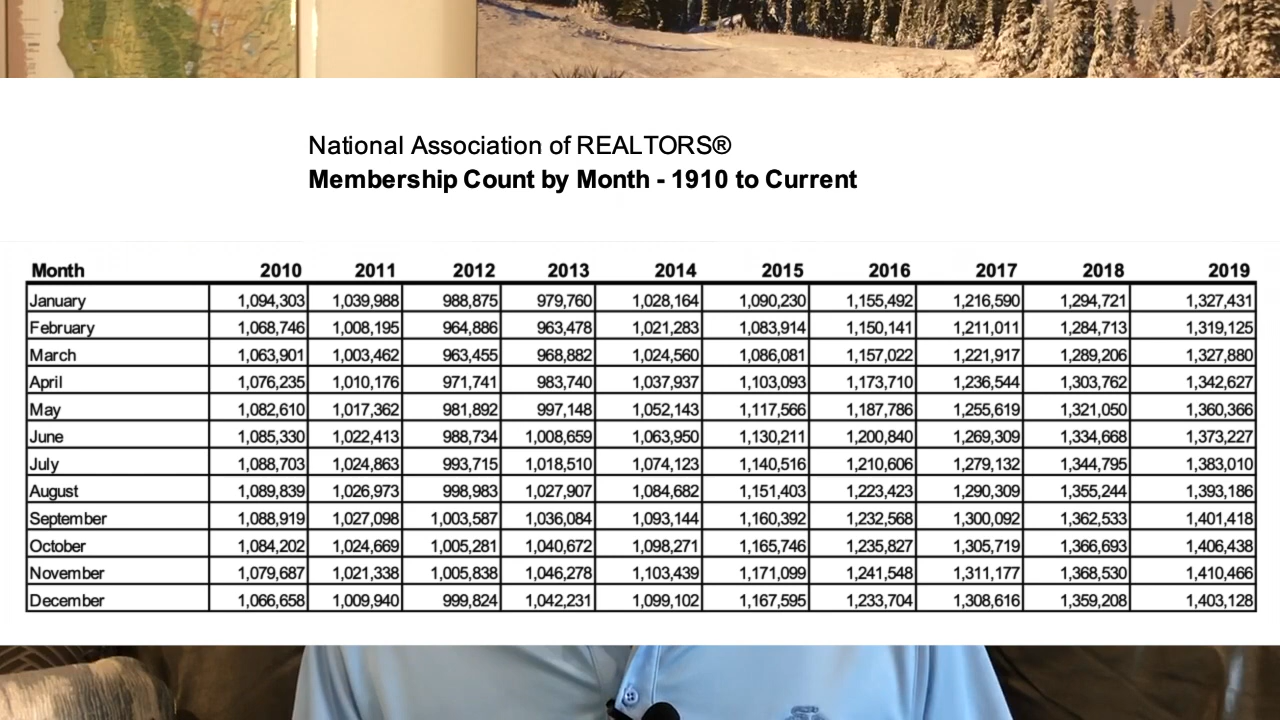 National Association of REALTORS®
Membership Count by Month - 1910 to Current
Month 2010 2011 2012 2013 2014 2015 2016 2017 2018 2019
January 1,094,303 1,039,988 988,875 979,760 1,028,164 1,090,230 1,155,492 1,216,590 1,294,721 1,327,431
February 1,068,746 1,008,195 964,886 963,478 1,021,283 1,083,914 1,150,141 1,211,011 1,284,713 1,319,125
March 1,063,901 1,003,462 963,455 968,882 1,024,560 1,086,081 1,157,022 1,221,917 1,289,206 1,327,880
April 1,076,235 1,010,176 971,741 983,740 1,037,937 1,103,093 1,173,710 1,236,544 1,303,762 1,342,627
May 1,082,610 1,017,362 981,892 997,148 1,052,143 1,117,566 1,187,786 1,255,619 1,321,050 1,360,366
June 1,085,330 1,022,413 988,734 1,008,659 1,063,950 1,130,211 1,200,840 1,269,309 1,334,668 1,373,227
July 1,088,703 1,024,863 993,715 1,018,510 1,074,123 1,140,516 1,210,606 1,279,132 1,344,795 1,383,010
August 1,089,839 1,026,973 998,983 1,027,907 1,084,682 1,151,403 1,223,423 1,290,309 1,355,244 1,393,186
September 1,088,919 1,027,098 1,003,587 1,036,084 1,093,144 1,160,392 1,232,568 1,300,092 1,362,533 1,401,418
October 1,084,202 1,024,669 1,005,281 1,040,672 1,098,271 1,165,746 1,235,827 1,305,719 1,366,693 1,406,438
November 1,079,687 1,021,338 1,005,838 1,046,278 1,103,439 1,171,099 1,241,548 1,311,177 1,368,530 1,410,466
December 1,066,658 1,009,940 999,824 1,042,231 1,099,102 1,167,595 1,233,704 1,308,616 1,359,208 1,403,128